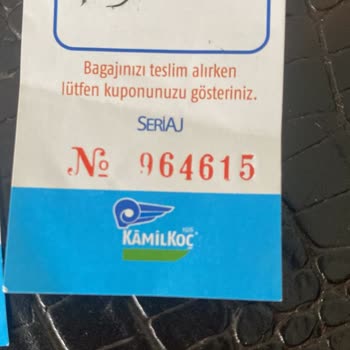 Bagajınızı teslim alırken
lütfen kuponunuzu gösteriniz.
SERİAJ
№ 964615
KÂMİLKOÇ